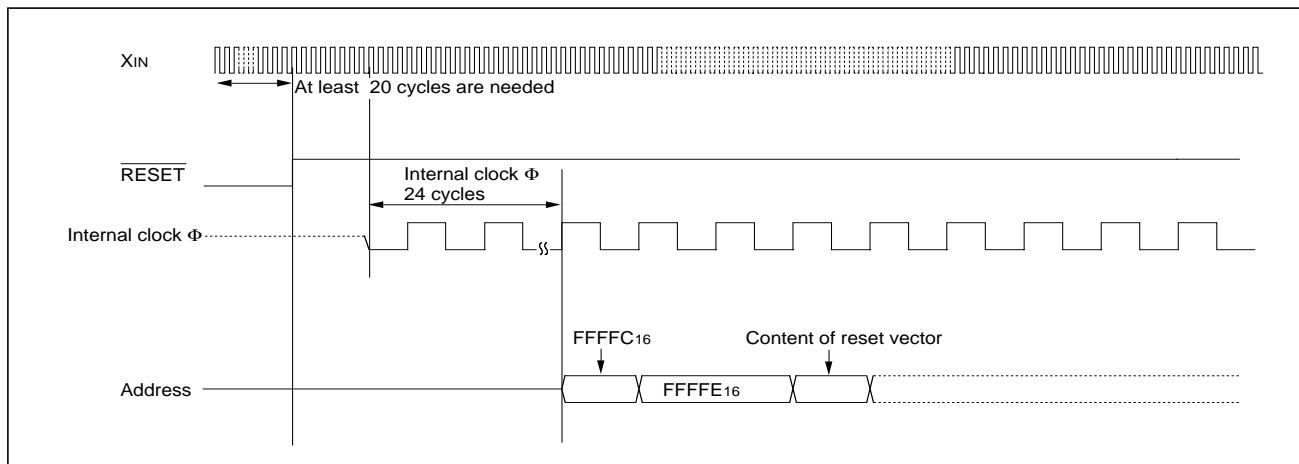 XIN
At least 20 cycles are needed
RESET
Internal clock Φ
24 cycles
Internal clock Φ
FFFFC16
Content of reset vector
Address
FFFFE16